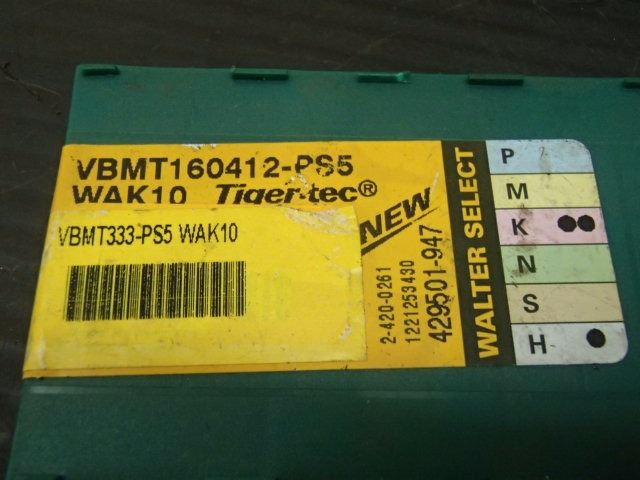 VBMT160412-PS5
WAK10 Tiger·tec®
NEW
VBMT333-PS5 WAK10
2-420-0261
1221253430
429501-947
WALTER SELECT
P
M
K
N
S
H